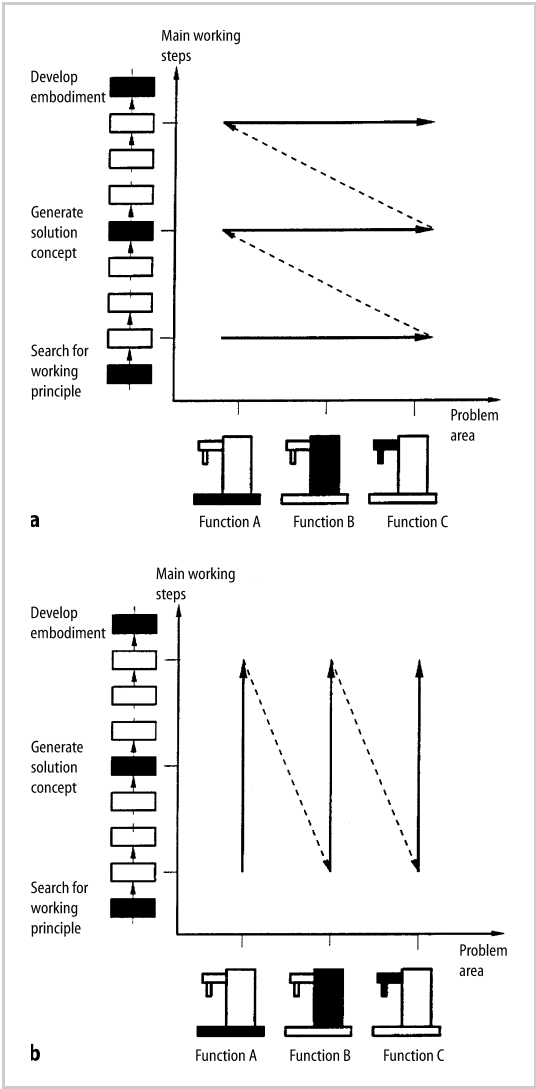 Main working
steps
Develop
embodiment
Generate
solution
concept
Search for
working
principle
Problem
area
Function A
Function B
Function C
a
Main working
steps
Develop
embodiment
Generate
solution
concept
Search for
working
principle
Problem
area
Function A
Function B
Function C
b